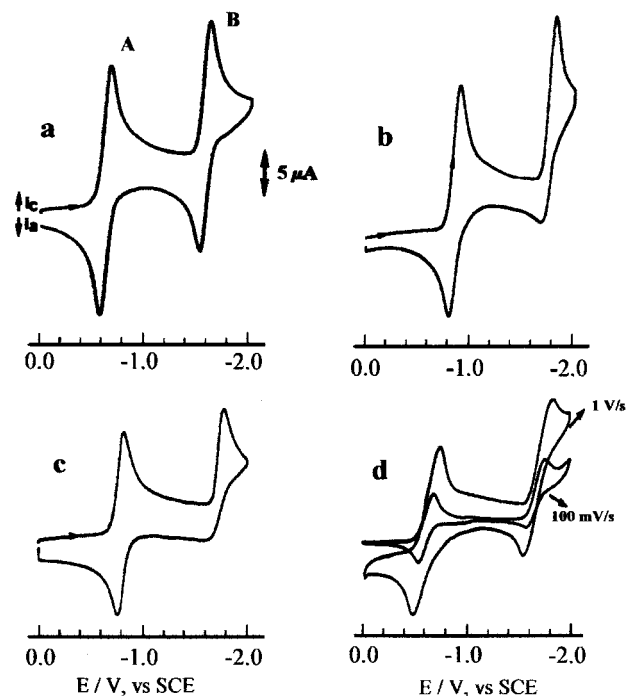 A
B
a
5 μA
ic
ia
0.0 -1.0 -2.0
b
0.0 -1.0 -2.0
c
0.0 -1.0 -2.0
E / V, vs SCE
d
1 V/s
100 mV/s
0.0 -1.0 -2.0
E / V, vs SCE